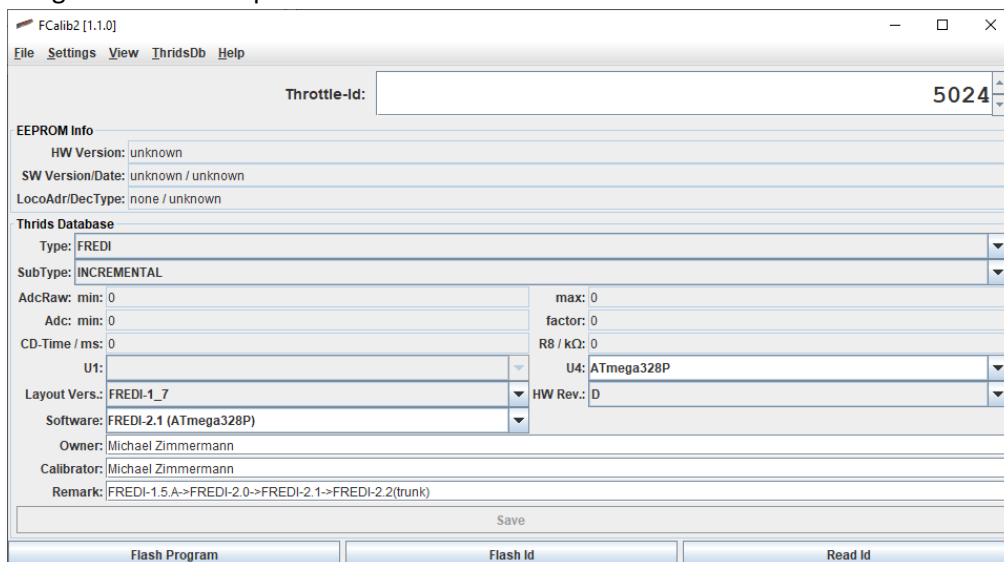 FCalib2 [1.1.0]
File Settings View ThridsDb Help
Throttle-Id: 5024
EEPROM Info
HW Version: unknown
SW Version/Date: unknown / unknown
LocoAdr/DecType: none / unknown
Thrids Database
Type: FREDI
SubType: INCREMENTAL
AdcRaw: min: 0 max: 0
Adc: min: 0 factor: 0
CD-Time / ms: 0 R8 / kΩ: 0
U1: U4: ATmega328P
Layout Vers.: FREDI-1_7 HW Rev.: D
Software: FREDI-2.1 (ATmega328P)
Owner: Michael Zimmermann
Calibrator: Michael Zimmermann
Remark: FREDI-1.5.A->FREDI-2.0->FREDI-2.1->FREDI-2.2(trunk)
Save
Flash Program Flash Id Read Id